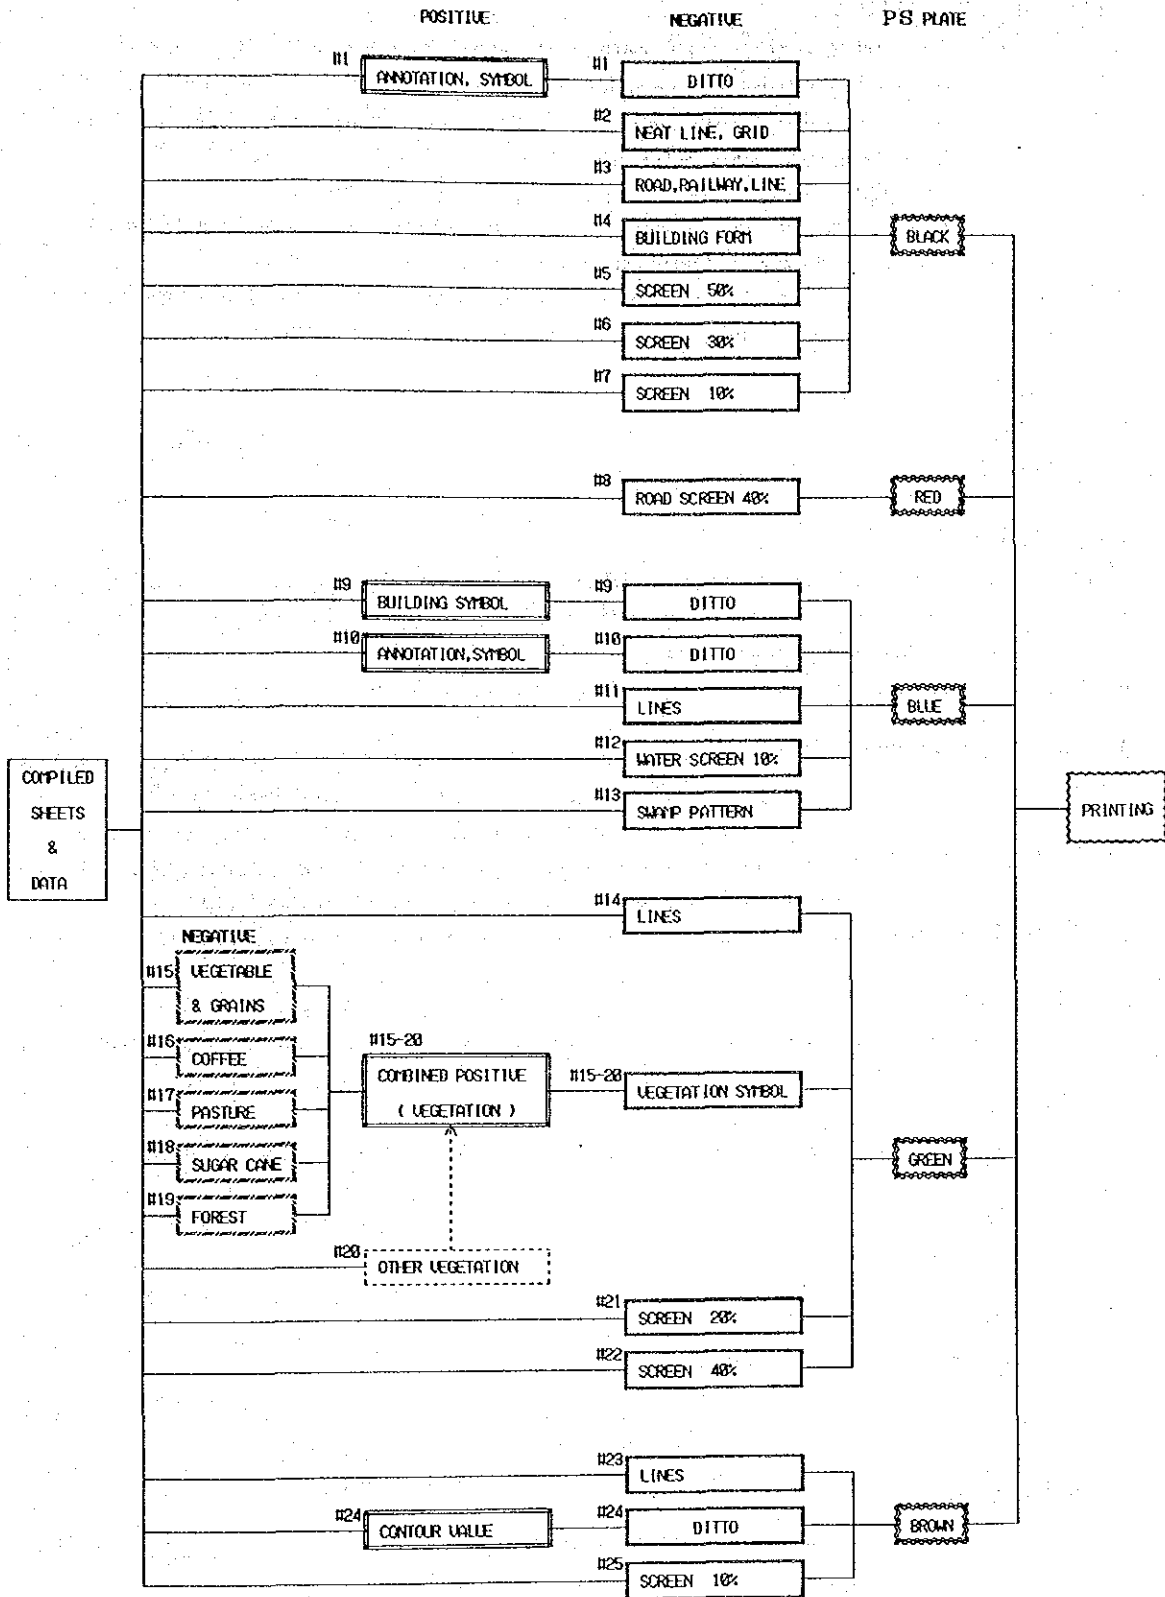 POSITIVE NEGATIVE PS PLATE
#1 ANNOTATION, SYMBOL #1 DITTO
#2 NEAT LINE, GRID
#3 ROAD,RAILWAY,LINE
#4 BUILDING FORM BLACK
#5 SCREEN 50%
#6 SCREEN 30%
#7 SCREEN 10%
#8 ROAD SCREEN 40% RED
#9 BUILDING SYMBOL #9 DITTO
#10 ANNOTATION,SYMBOL #10 DITTO
#11 LINES BLUE
#12 WATER SCREEN 10%
#13 SWAMP PATTERN
COMPILED
SHEETS
&
DATA
PRINTING
#14 LINES
NEGATIVE
#15 VEGETABLE
& GRAINS
#16 COFFEE
#17 PASTURE
#18 SUGAR CANE
#19 FOREST
#15-20
COMBINED POSITIVE
( VEGETATION )
#15-20 VEGETATION SYMBOL
GREEN
#20 OTHER VEGETATION
#21 SCREEN 20%
#22 SCREEN 40%
#23 LINES
#24 CONTOUR VALUE #24 DITTO BROWN
#25 SCREEN 10%